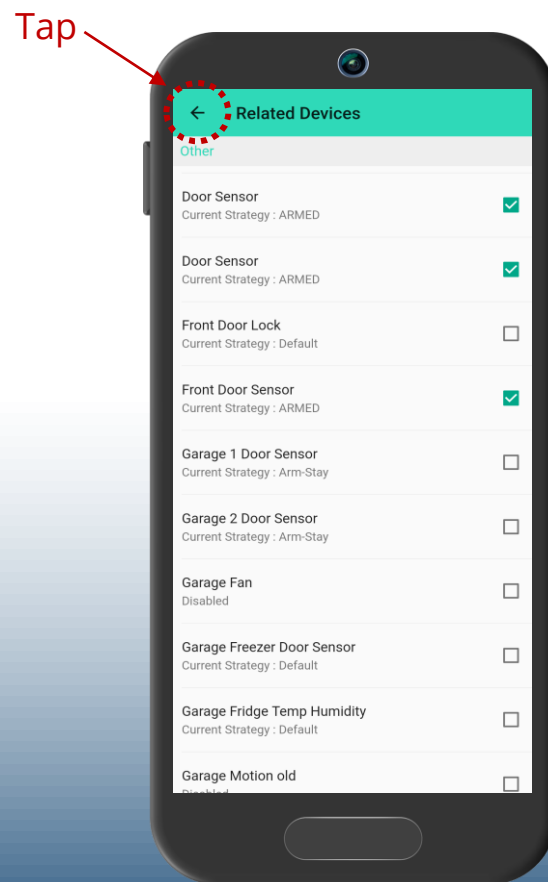 Tap
Related Devices
Other
Door Sensor
Current Strategy : ARMED
Door Sensor
Current Strategy : ARMED
Front Door Lock
Current Strategy : Default
Front Door Sensor
Current Strategy : ARMED
Garage 1 Door Sensor
Current Strategy : Arm-Stay
Garage 2 Door Sensor
Current Strategy : Arm-Stay
Garage Fan
Disabled
Garage Freezer Door Sensor
Current Strategy : Default
Garage Fridge Temp Humidity
Current Strategy : Default
Garage Motion old
Disabled